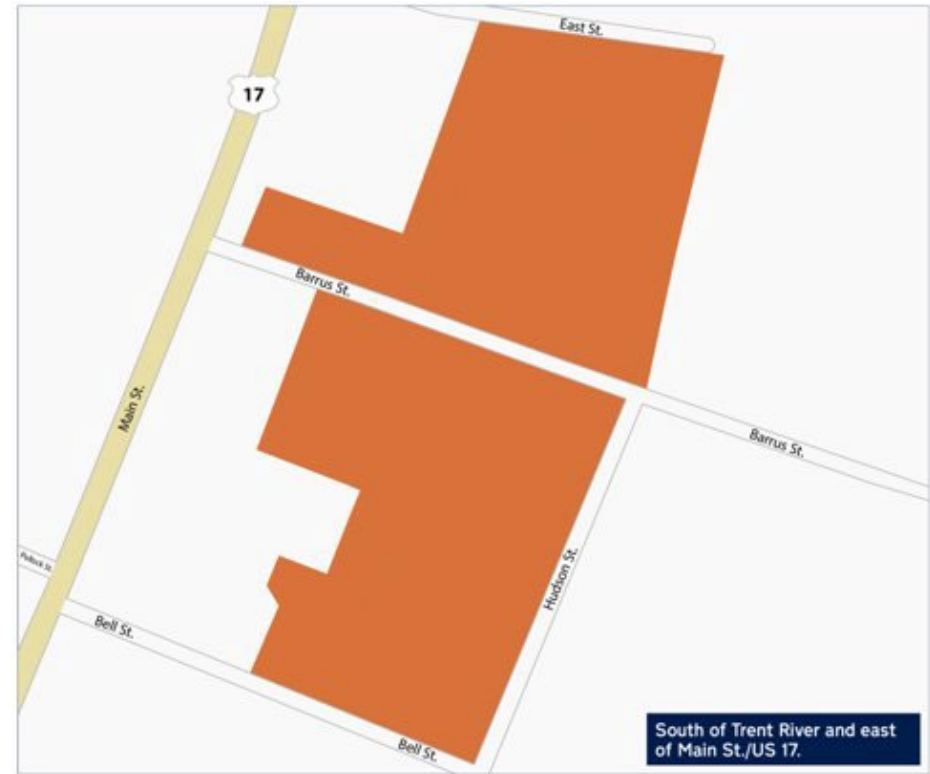 East St.
17
Barrus St.
Main St.
Barrus St.
Pollock St.
Hudson St.
Bell St.
Bell St.
South of Trent River and east
of Main St./US 17.